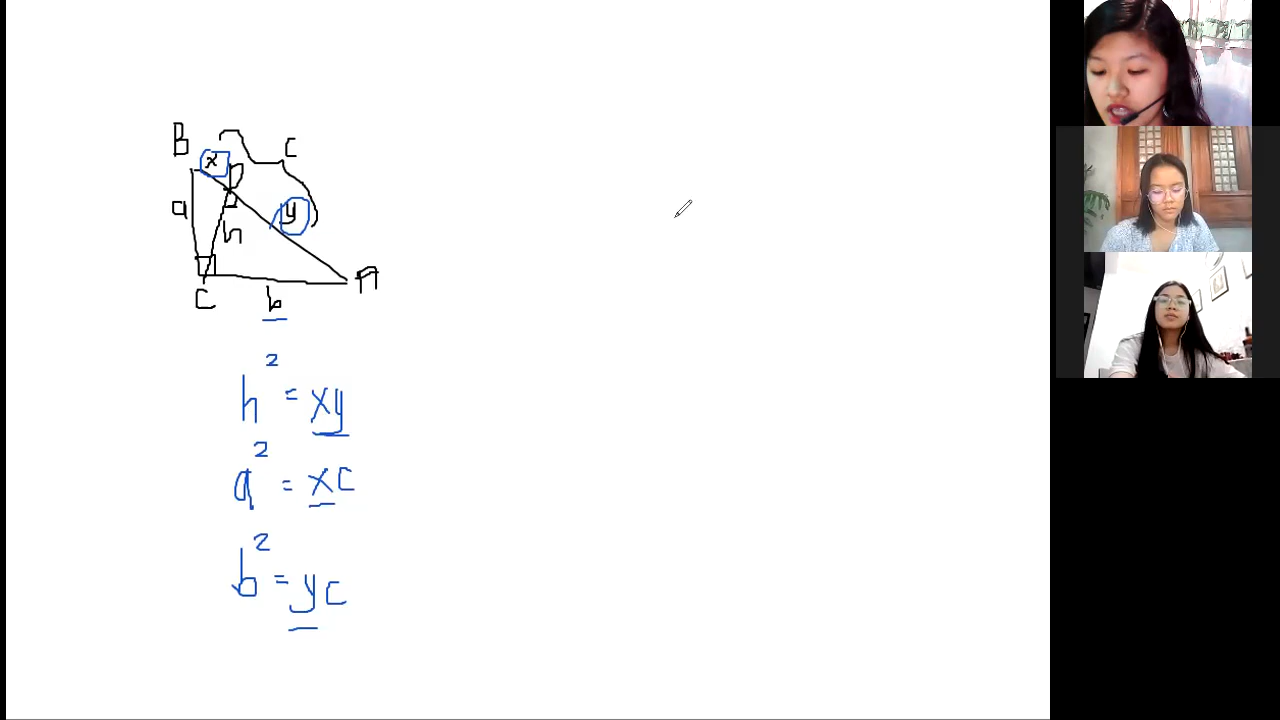 B
x
D
C
a
y
h
C
b
A
h² = xy
a² = xc
b² = yc